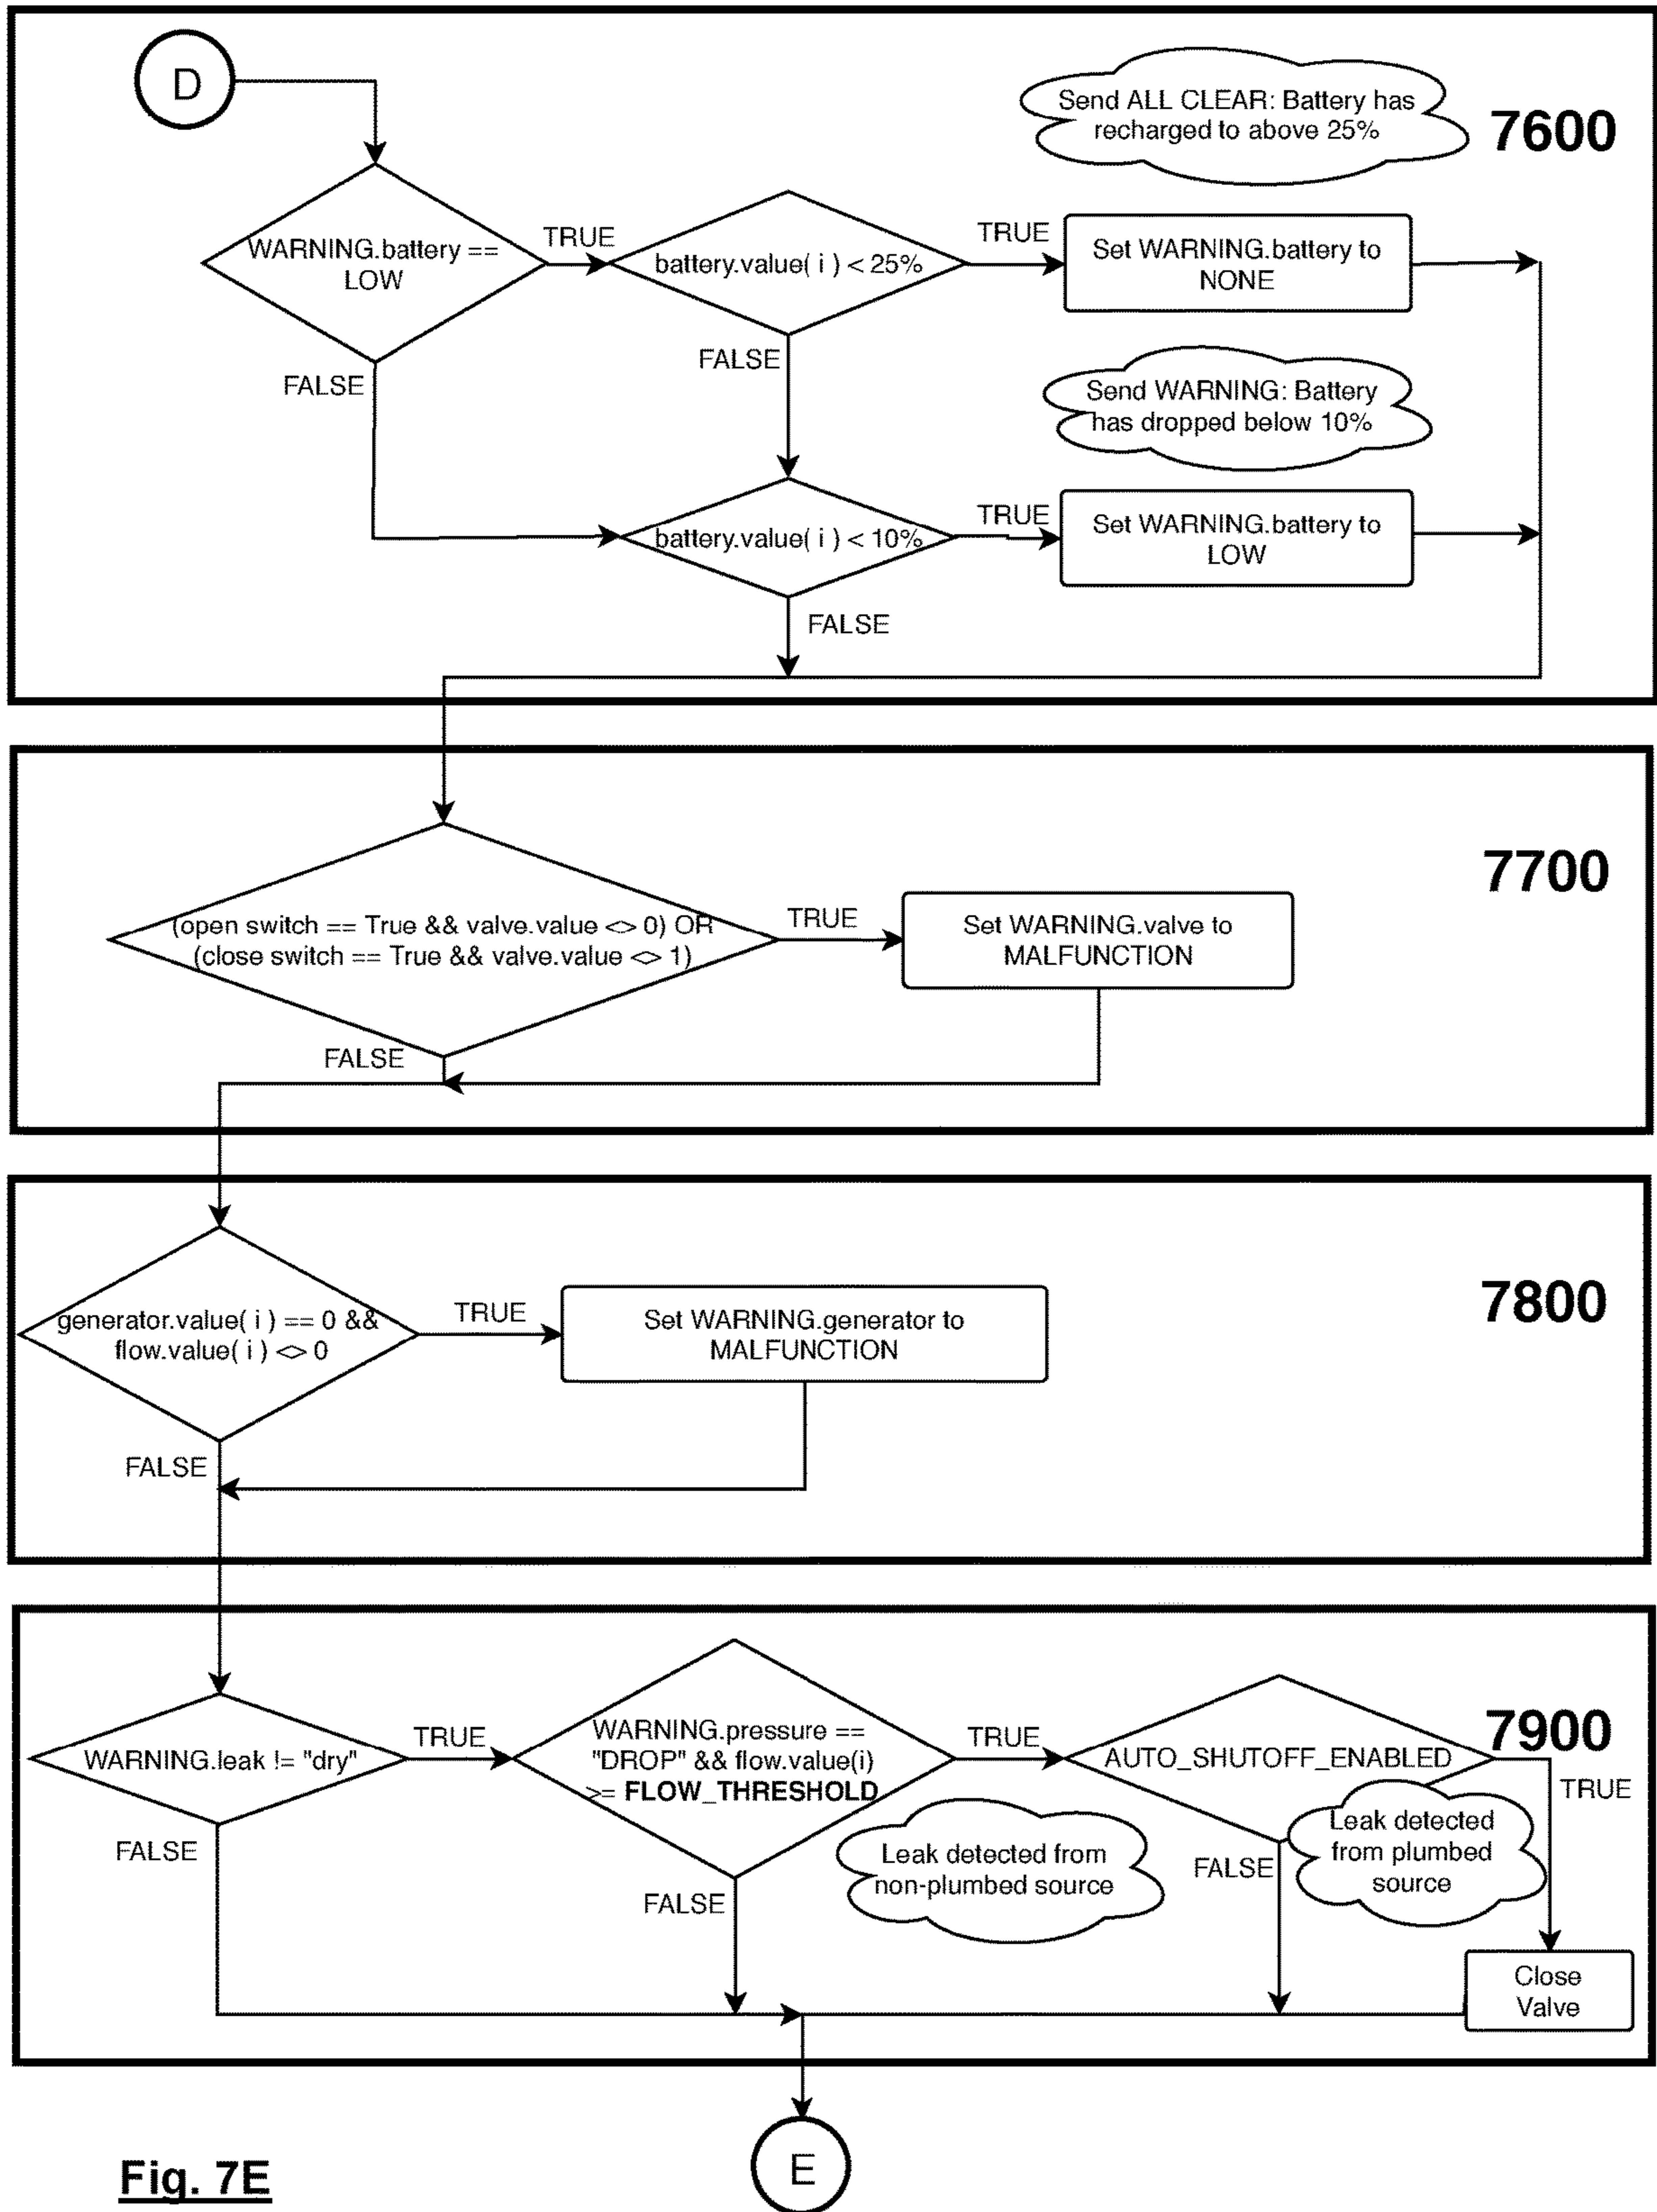 D
Send ALL CLEAR: Battery has
recharged to above 25%
7600
WARNING.battery ==
LOW
TRUE
battery.value( i ) < 25%
TRUE
Set WARNING.battery to
NONE
FALSE
FALSE
Send WARNING: Battery
has dropped below 10%
battery.value( i ) < 10%
TRUE
Set WARNING.battery to
LOW
FALSE
7700
(open switch == True && valve.value <> 0) OR
(close switch == True && valve.value <> 1)
TRUE
Set WARNING.valve to
MALFUNCTION
FALSE
7800
generator.value( i ) == 0 &&
flow.value( i ) <> 0
TRUE
Set WARNING.generator to
MALFUNCTION
FALSE
7900
WARNING.leak != "dry"
TRUE
WARNING.pressure ==
"DROP" && flow.value(i)
>= FLOW_THRESHOLD
TRUE
AUTO_SHUTOFF_ENABLED
TRUE
FALSE
Leak detected from
non-plumbed source
FALSE
Leak detected
from plumbed
source
FALSE
Close
Valve
E
Fig. 7E